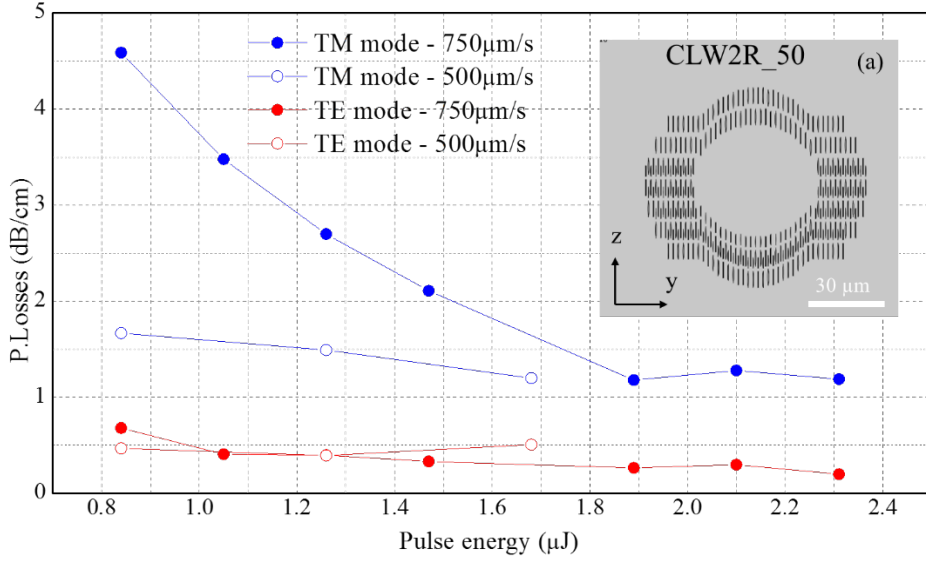 5
4
3
2
1
0
P.Losses (dB/cm)
TM mode - 750μm/s
TM mode - 500μm/s
TE mode - 750μm/s
TE mode - 500μm/s
CLW2R_50
(a)
z
y
30 μm
0.8 1.0 1.2 1.4 1.6 1.8 2.0 2.2 2.4
Pulse energy (μJ)